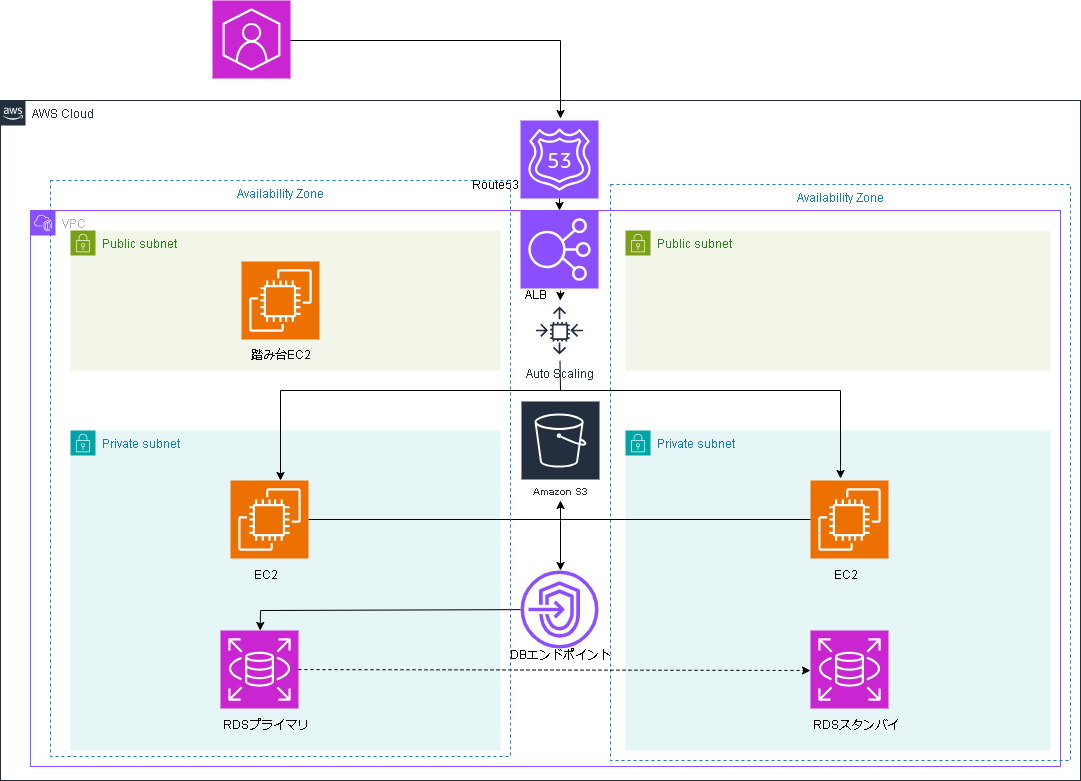 aws
AWS Cloud
53
Route53
Availability Zone
Availability Zone
VPC
Public subnet
Public subnet
ALB
踏み台EC2
Auto Scaling
Private subnet
Private subnet
Amazon S3
EC2
EC2
DBエンドポイント
RDSプライマリ
RDSスタンバイ